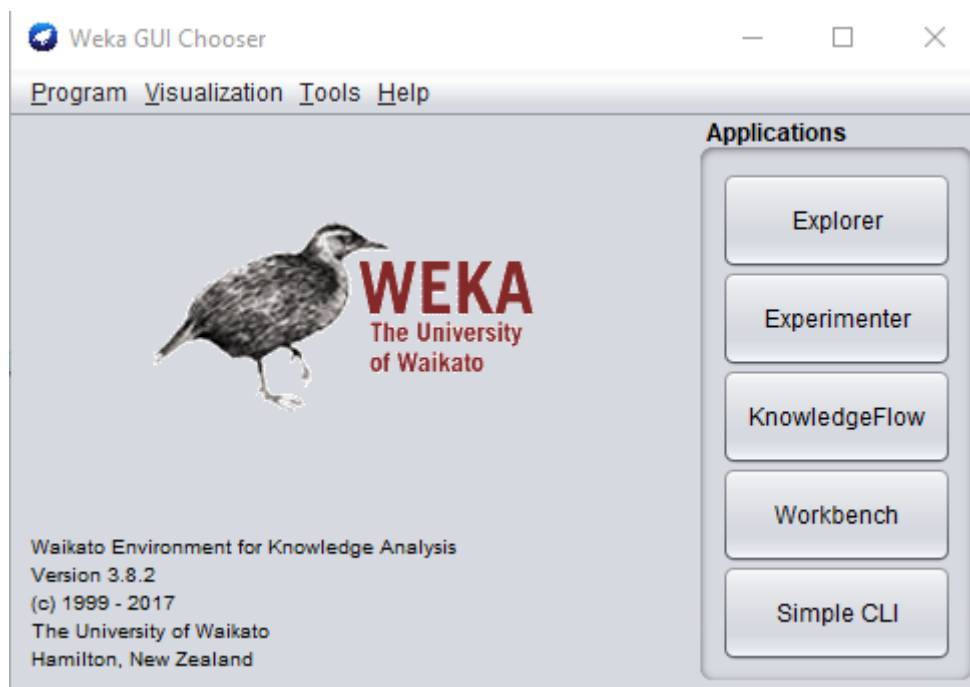 Weka GUI Chooser
Program Visualization Tools Help
Applications
Explorer
Experimenter
KnowledgeFlow
Workbench
Simple CLI
WEKA
The University
of Waikato
Waikato Environment for Knowledge Analysis
Version 3.8.2
(c) 1999 - 2017
The University of Waikato
Hamilton, New Zealand